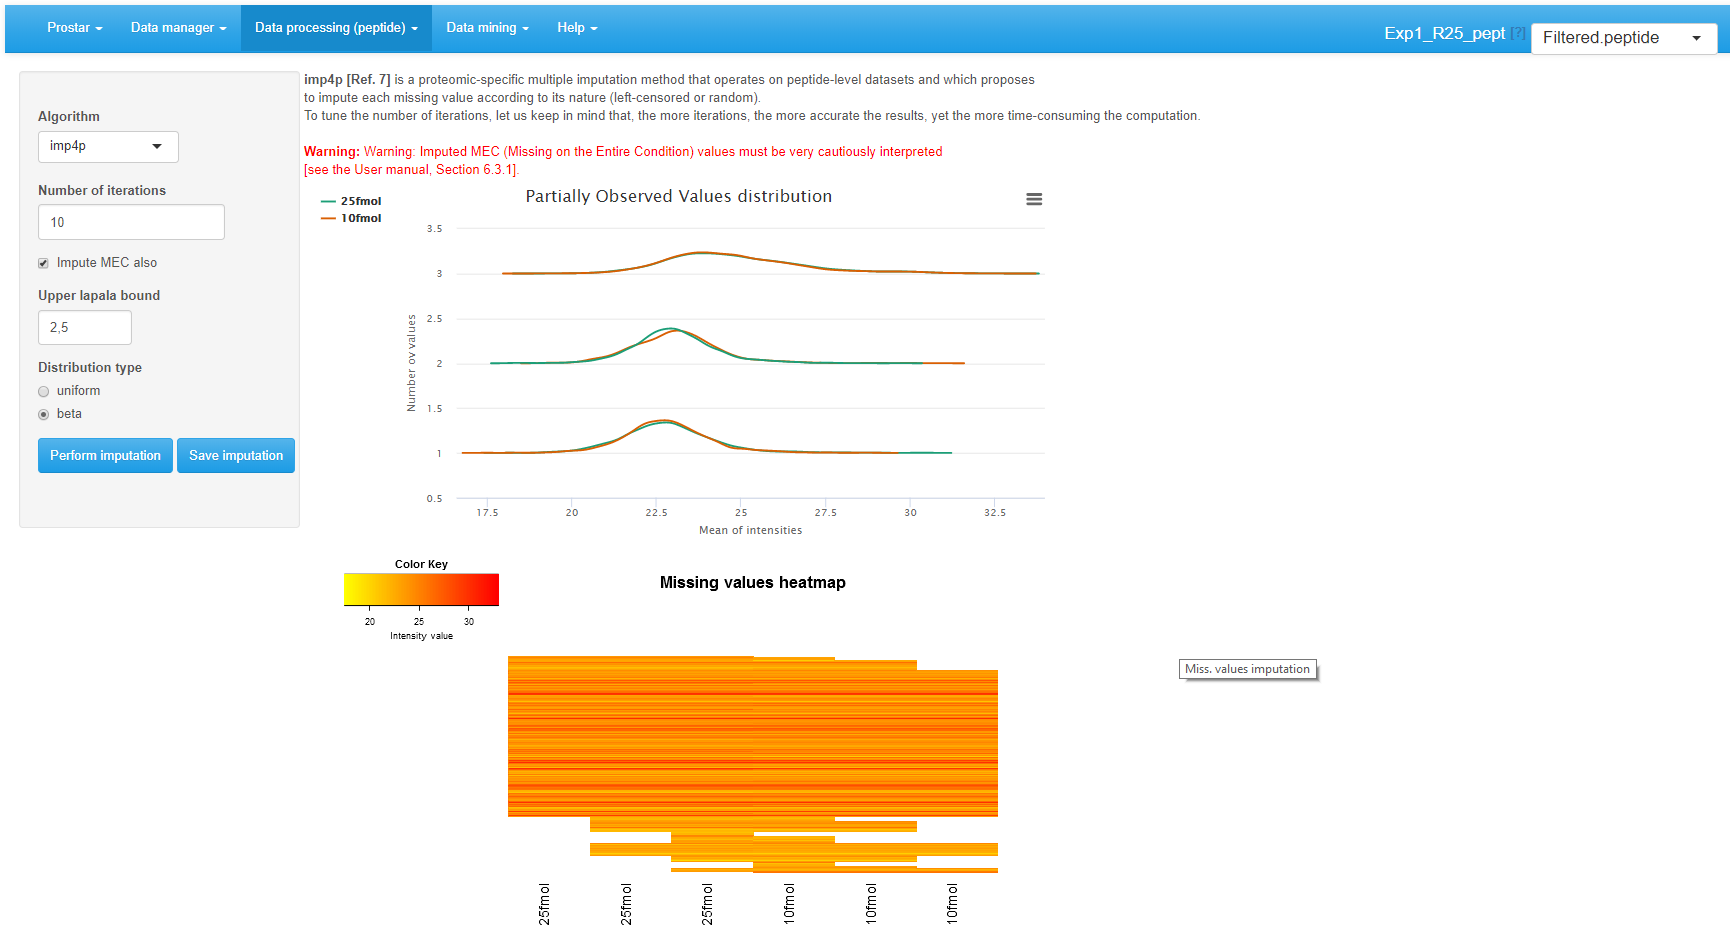 Prostar
Data manager
Data processing (peptide)
Data mining
Help
Exp1_R25_pept [?]
Filtered.peptide
Algorithm
imp4p
Number of iterations
10
Impute MEC also
Upper lapala bound
2,5
Distribution type
uniform
beta
Perform imputation
Save imputation
imp4p [Ref. 7] is a proteomic-specific multiple imputation method that operates on peptide-level datasets and which proposes
to impute each missing value according to its nature (left-censored or random).
To tune the number of iterations, let us keep in mind that, the more iterations, the more accurate the results, yet the more time-consuming the computation.
Warning: Warning: Imputed MEC (Missing on the Entire Condition) values must be very cautiously interpreted
[see the User manual, Section 6.3.1].
Partially Observed Values distribution
25fmol
10fmol
Number ov values
3.5
3
2.5
2
1.5
1
0.5
17.5 20 22.5 25 27.5 30 32.5
Mean of intensities
Color Key
20 25 30
Intensity value
Missing values heatmap
Miss. values imputation
25fmol
25fmol
25fmol
10fmol
10fmol
10fmol